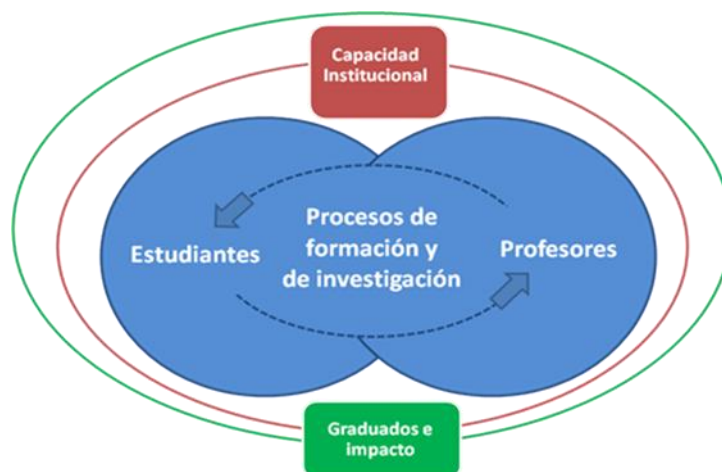 Capacidad
Institucional
Procesos de
formación y
de investigación
Estudiantes
Profesores
Graduados e
impacto